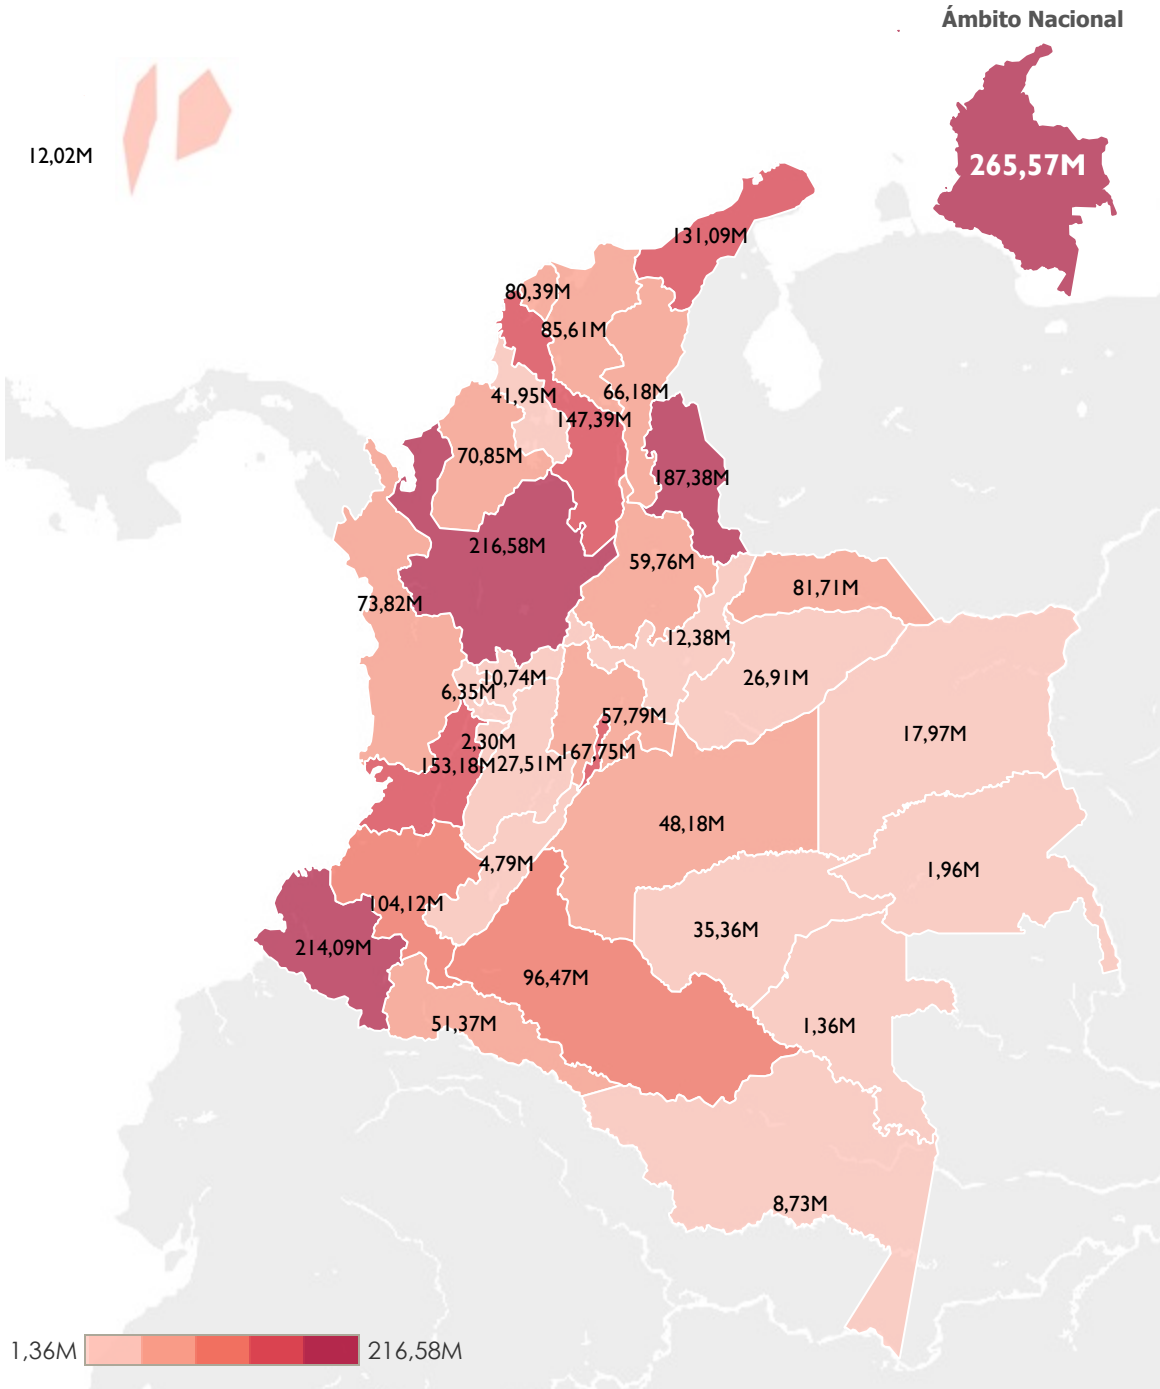 Ámbito Nacional
265,57M
12,02M
131,09M
80,39M
85,61M
66,18M
41,95M
147,39M
70,85M
187,38M
216,58M
59,76M
81,71M
73,82M
12,38M
10,74M
26,91M
6,35M
57,79M
17,97M
2,30M
167,75M
153,18M
27,51M
48,18M
4,79M
1,96M
104,12M
35,36M
214,09M
96,47M
51,37M
1,36M
8,73M
1,36M
216,58M